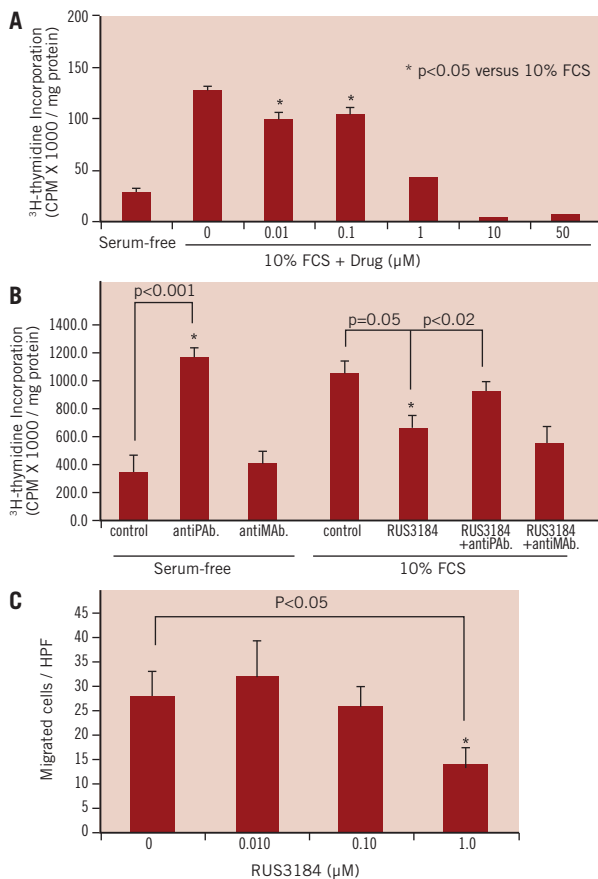 A
³H-thymidine Incorporation
(CPM X 1000 / mg protein)
200
150
100
50
0
* p<0.05 versus 10% FCS
* *
Serum-free
0 0.01 0.1 1 10 50
10% FCS + Drug (µM)
B
³H-thymidine Incorporation
(CPM X 1000 / mg protein)
1400.0
1200.0
1000.0
800.0
600.0
400.0
200.0
0.0
p<0.001
*
p=0.05 p<0.02
*
control antiPAb. antiMAb. control RUS3184 RUS3184 RUS3184
+antiPAb. +antiMAb.
Serum-free 10% FCS
C
Migrated cells / HPF
45
40
35
30
25
20
15
10
5
0
P<0.05
*
0 0.010 0.10 1.0
RUS3184 (µM)